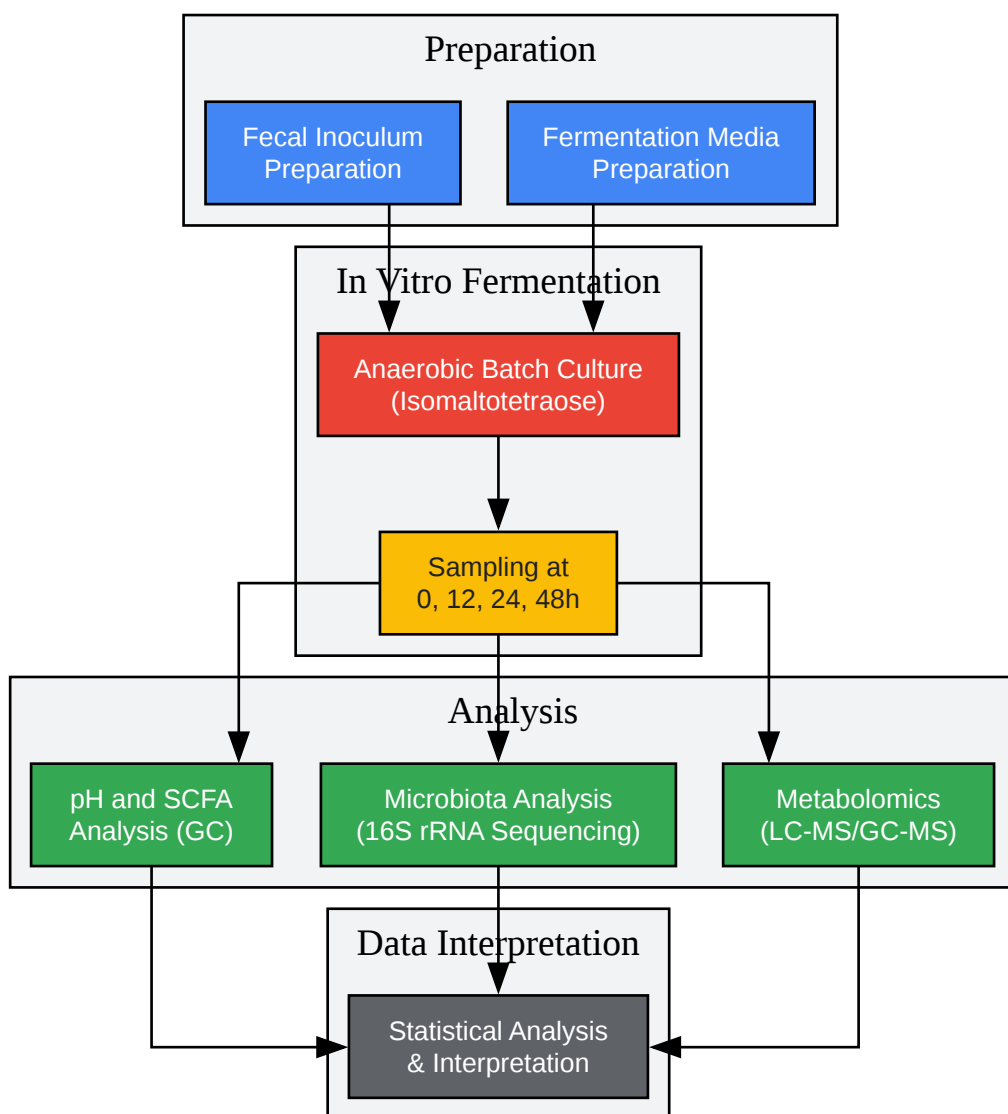 Preparation
Fecal Inoculum
Preparation
Fermentation Media
Preparation
In Vitro Fermentation
Anaerobic Batch Culture
(Isomaltotetraose)
Sampling at
0, 12, 24, 48h
Analysis
pH and SCFA
Analysis (GC)
Microbiota Analysis
(16S rRNA Sequencing)
Metabolomics
(LC-MS/GC-MS)
Data Interpretation
Statistical Analysis
& Interpretation